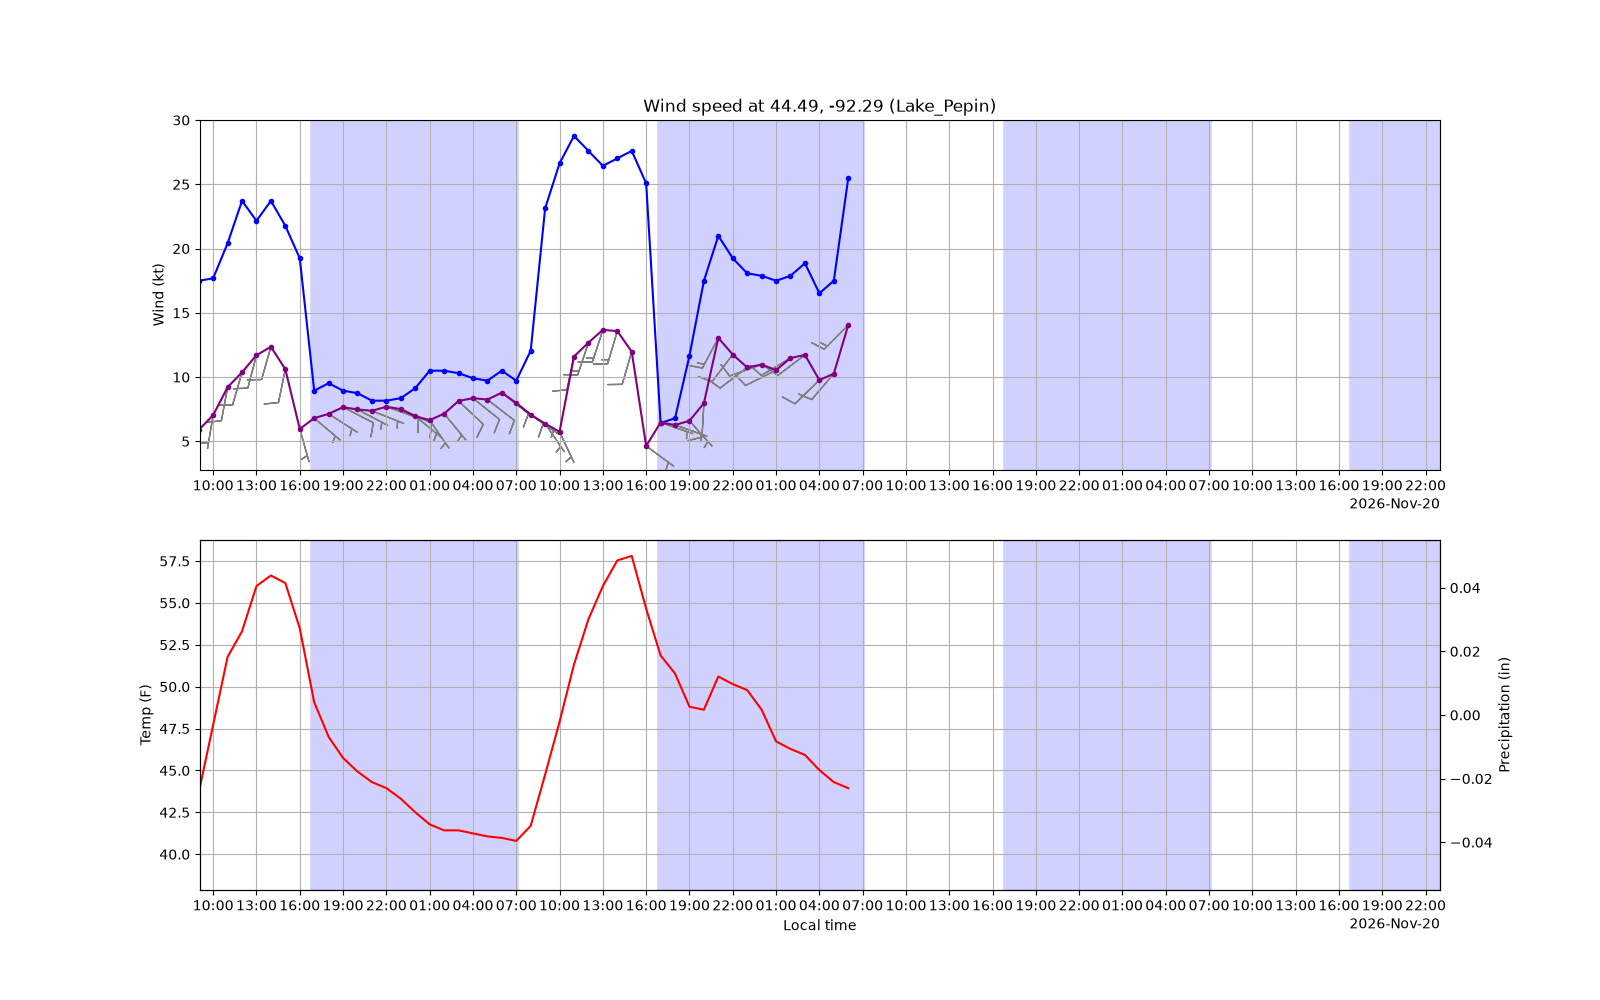 Wind speed at 44.49, -92.29 (Lake_Pepin)
30
25
20
15
10
5
Wind (kt)
10:00 13:00 16:00 19:00 22:00 01:00 04:00 07:00 10:00 13:00 16:00 19:00 22:00 01:00 04:00 07:00 10:00 13:00 16:00 19:00 22:00 01:00 04:00 07:00 10:00 13:00 16:00 19:00 22:00
2026-Nov-20
57.5
55.0
52.5
50.0
47.5
45.0
42.5
40.0
Temp (F)
0.04
0.02
0.00
−0.02
−0.04
Precipitation (in)
10:00 13:00 16:00 19:00 22:00 01:00 04:00 07:00 10:00 13:00 16:00 19:00 22:00 01:00 04:00 07:00 10:00 13:00 16:00 19:00 22:00 01:00 04:00 07:00 10:00 13:00 16:00 19:00 22:00
Local time
2026-Nov-20